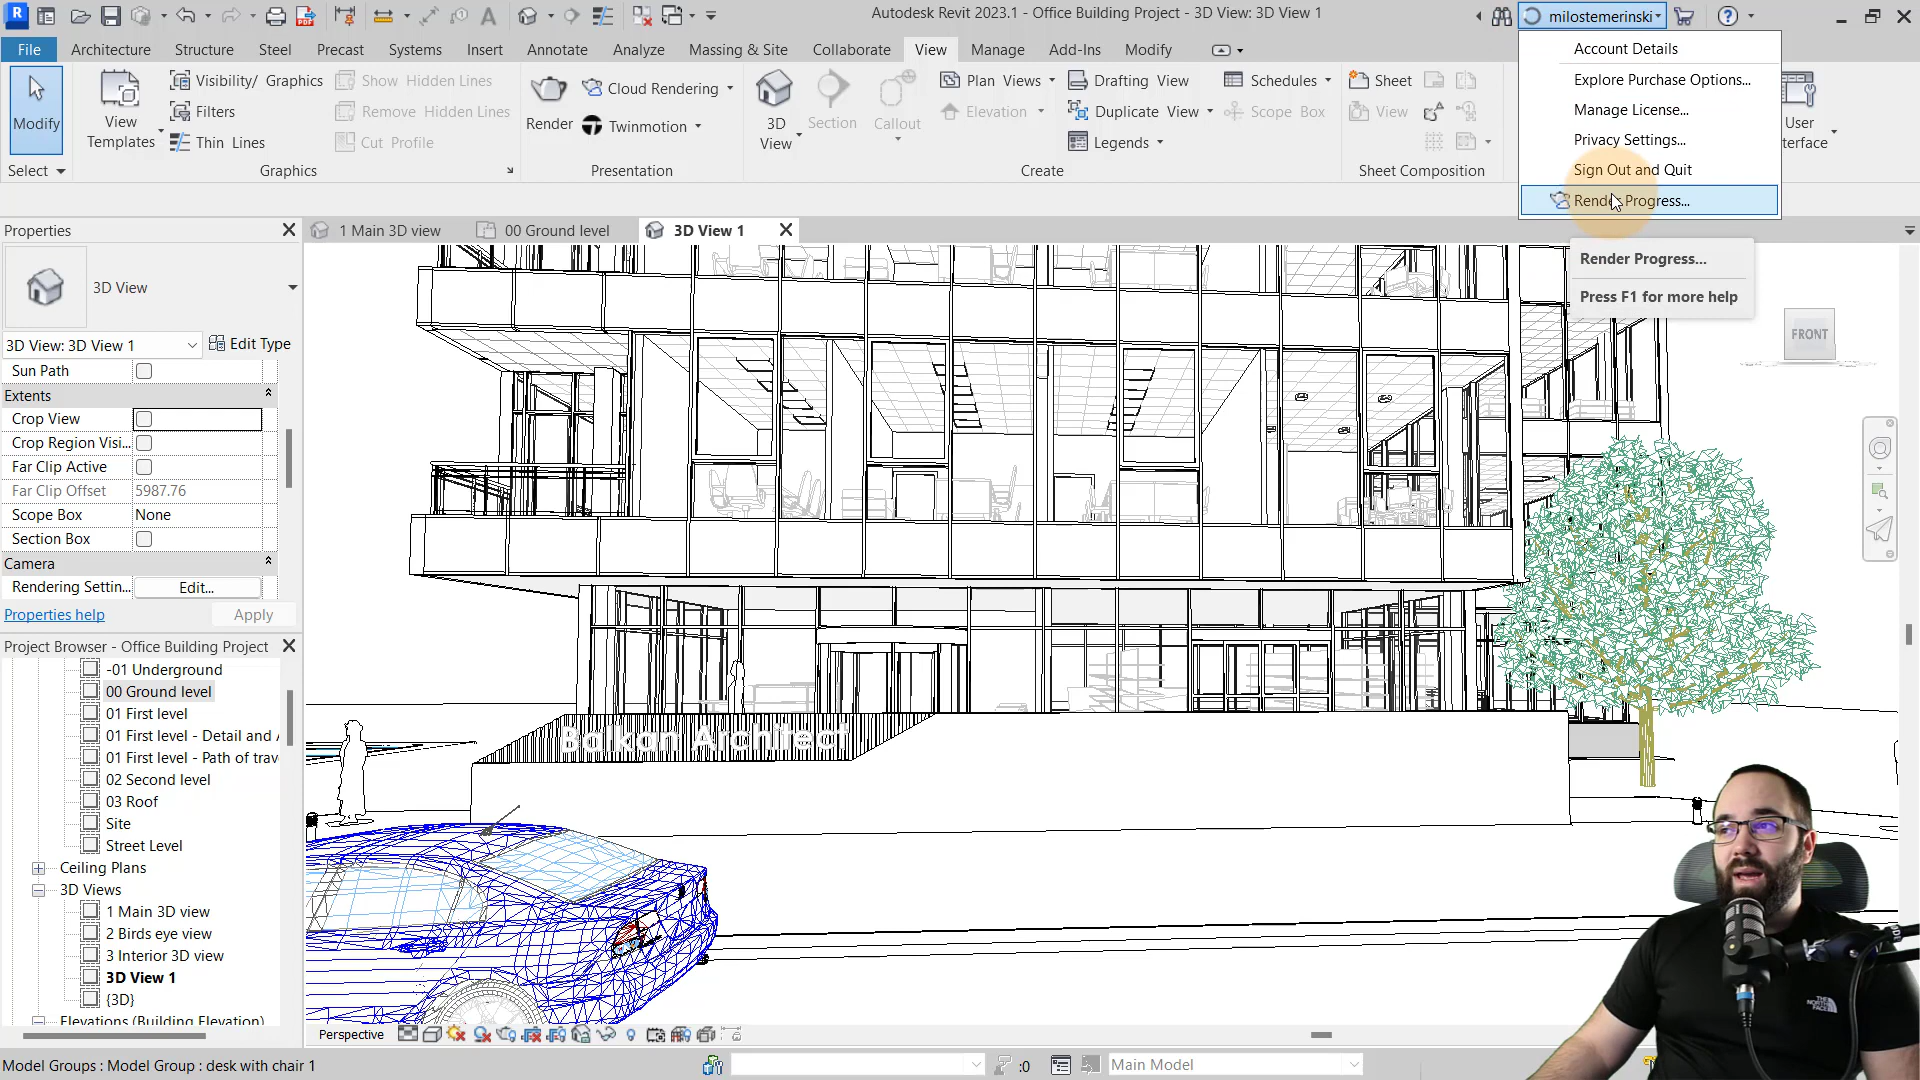 Autodesk Revit 2023.1 - Office Building Project - 3D View: 3D View 1
milostemerinski
File Architecture Structure Steel Precast Systems Insert Annotate Analyze Massing & Site Collaborate View Manage Add-Ins Modify
Account Details
Explore Purchase Options...
Manage License...
Privacy Settings...
Sign Out and Quit
Render Progress...
Render Progress...
Press F1 for more help
Modify
Select
View
Templates
Visibility/ Graphics
Filters
Thin Lines
Show Hidden Lines
Remove Hidden Lines
Cut Profile
Graphics
Render
Cloud Rendering
Twinmotion
Presentation
3D
View
Section
Callout
Plan Views
Elevation
Drafting View
Duplicate View
Legends
Schedules
Scope Box
Create
Sheet
View
Sheet Composition
User
terface
Properties
1 Main 3D view
00 Ground level
3D View 1
3D View
3D View: 3D View 1
Edit Type
Sun Path
Extents
Crop View
Crop Region Visi...
Far Clip Active
Far Clip Offset 5987.76
Scope Box None
Section Box
Camera
Rendering Settin... Edit...
Properties help
Apply
Project Browser - Office Building Project
-01 Underground
00 Ground level
01 First level
01 First level - Detail and
01 First level - Path of trav
02 Second level
03 Roof
Site
Street Level
Ceiling Plans
3D Views
1 Main 3D view
2 Birds eye view
3 Interior 3D view
3D View 1
{3D}
Elevations (Building Elevation)
FRONT
Balkan Architect
THE
NORTH
FACE
Perspective
Model Groups : Model Group : desk with chair 1
:0
Main Model